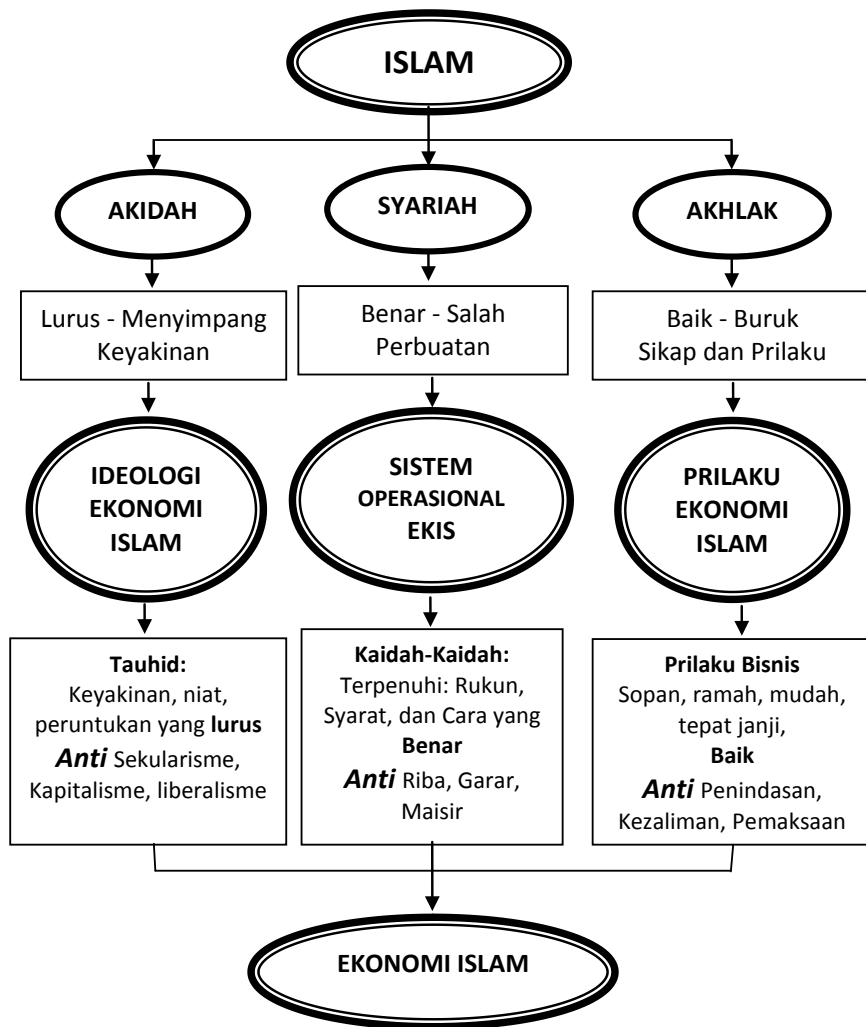 ISLAM
AKIDAH
SYARIAH
AKHLAK
Lurus - Menyimpang
Keyakinan
Benar - Salah
Perbuatan
Baik - Buruk
Sikap dan Prilaku
IDEOLOGI
EKONOMI
ISLAM
SISTEM
OPERASIONAL
EKIS
PRILAKU
EKONOMI
ISLAM
Tauhid:
Keyakinan, niat,
peruntukan yang lurus
Anti Sekularisme,
Kapitalisme, liberalisme
Kaidah-Kaidah:
Terpenuhi: Rukun,
Syarat, dan Cara yang
Benar
Anti Riba, Garar,
Maisir
Prilaku Bisnis
Sopan, ramah, mudah,
tepat janji,
Baik
Anti Penindasan,
Kezaliman, Pemaksaan
EKONOMI ISLAM